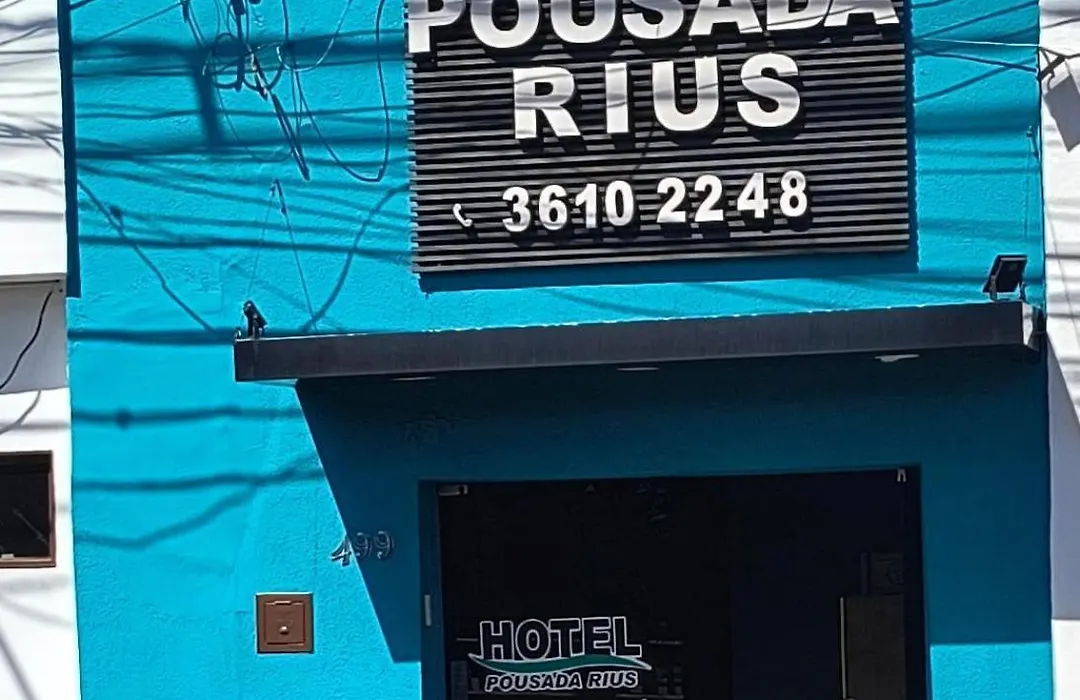 POUSADA
RIUS
3610 2248
499
HOTEL
POUSADA RIUS